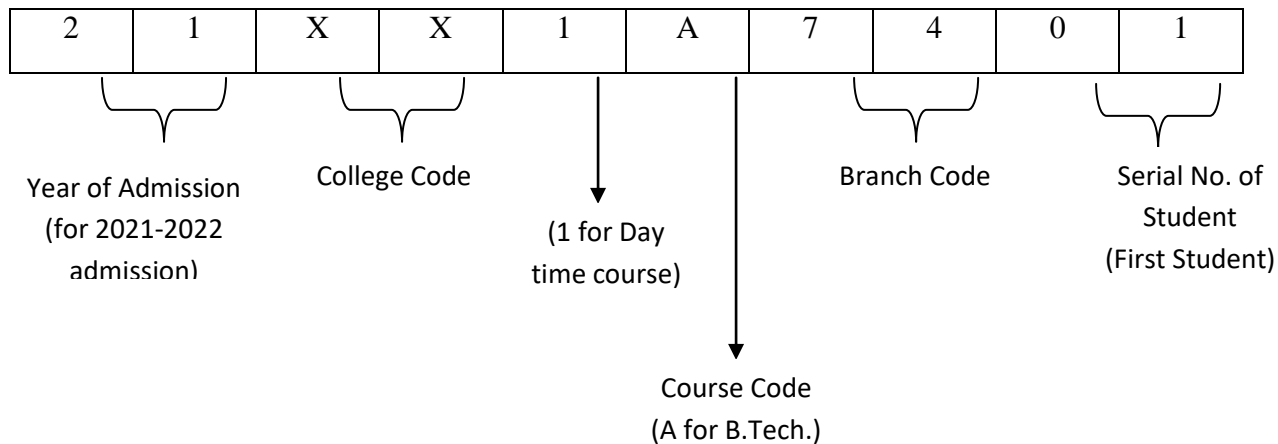 2 1 X X 1 A 7 4 0 1
Year of Admission
(for 2021-2022
admission)
College Code
(1 for Day
time course)
Course Code
(A for B.Tech.)
Branch Code
Serial No. of
Student
(First Student)